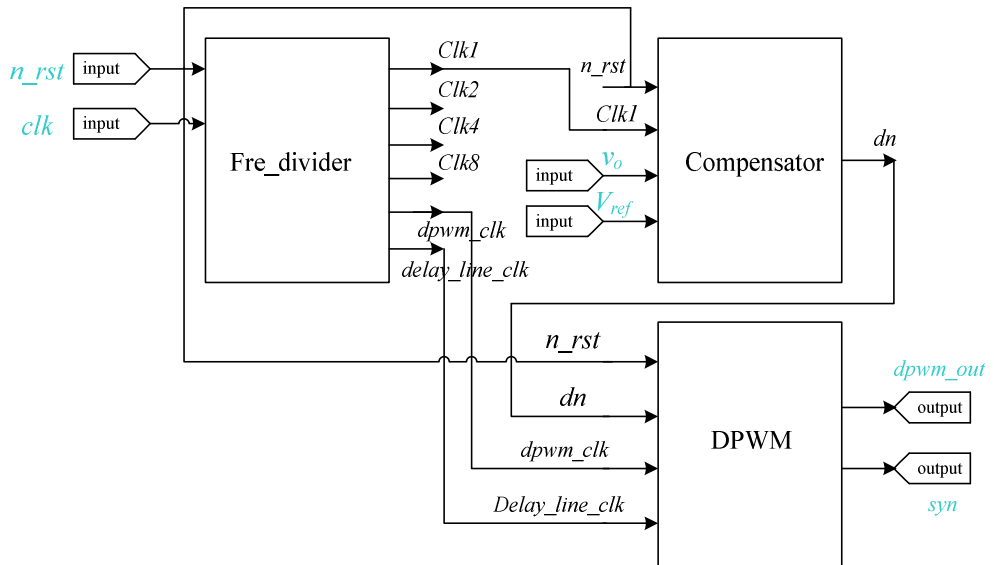 n_rst
input
clk
input
Fre_divider
Clk1
Clk2
Clk4
Clk8
dpwm_clk
delay_line_clk
n_rst
Clk1
input
vo
input
Vref
Compensator
dn
n_rst
dn
dpwm_clk
Delay_line_clk
DPWM
dpwm_out
output
output
syn